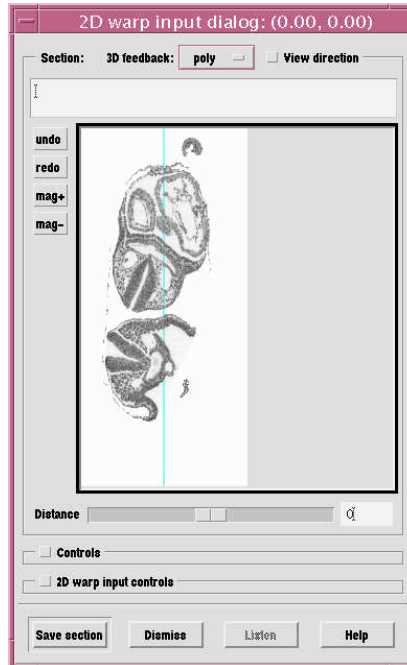 2D warp input dialog: (0.00, 0.00)
Section: 3D feedback: poly View direction
undo
redo
mag+
mag-
Distance 0
Controls
2D warp input controls
Save section Dismiss Listen Help